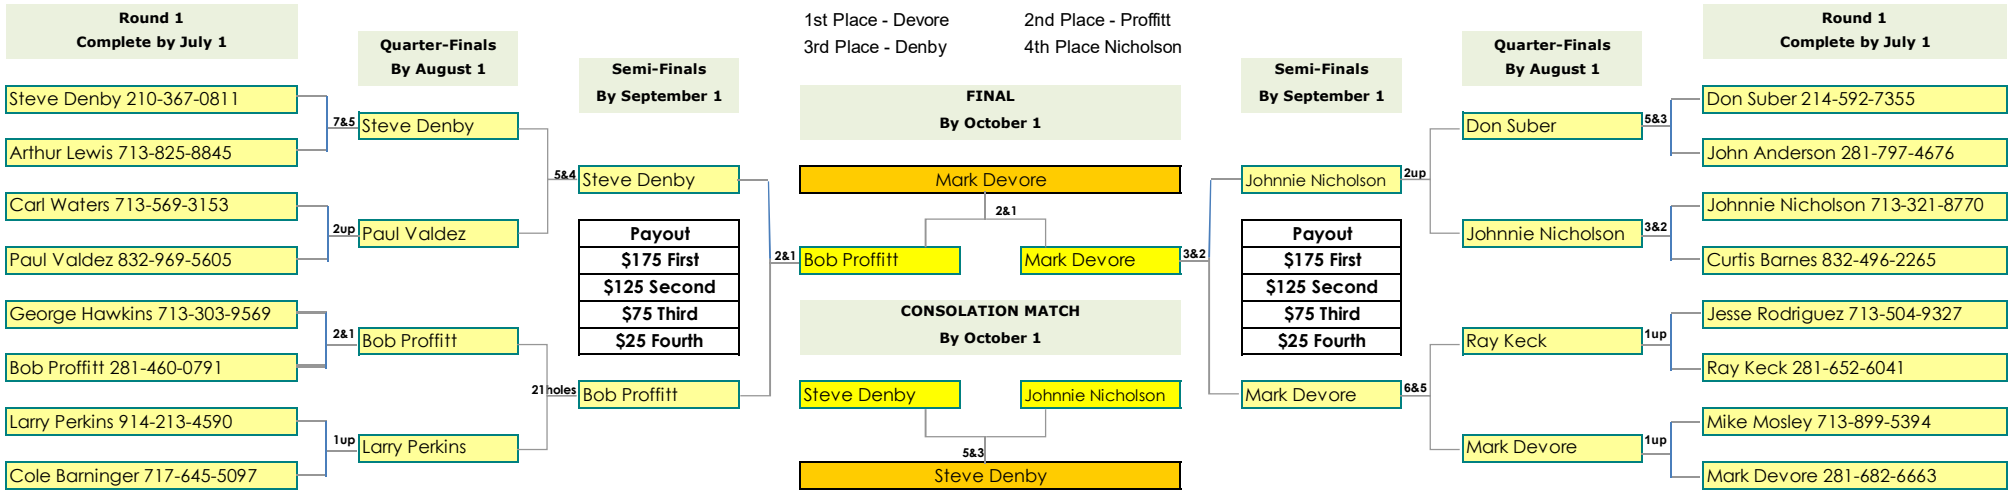 Round 1
Complete by July 1
Quarter-Finals
By August 1
Semi-Finals
By September 1
1st Place - Devore 2nd Place - Proffitt
3rd Place - Denby 4th Place Nicholson
FINAL
By October 1
Semi-Finals
By September 1
Quarter-Finals
By August 1
Round 1
Complete by July 1
Steve Denby 210-367-0811
Arthur Lewis 713-825-8845
Carl Waters 713-569-3153
Paul Valdez 832-969-5605
George Hawkins 713-303-9569
Bob Proffitt 281-460-0791
Larry Perkins 914-213-4590
Cole Barninger 717-645-5097
7&5
Steve Denby
2up
Paul Valdez
2&1
Bob Proffitt
1up
Larry Perkins
5&4
Steve Denby
Payout
$175 First
$125 Second
$75 Third
$25 Fourth
21holes
Bob Proffitt
2&1
Mark Devore
2&1
Bob Proffitt
Mark Devore
CONSOLATION MATCH
By October 1
Steve Denby
Johnnie Nicholson
5&3
Steve Denby
3&2
Johnnie Nicholson
2up
Payout
$175 First
$125 Second
$75 Third
$25 Fourth
Mark Devore
6&5
Don Suber
5&3
Johnnie Nicholson
3&2
Ray Keck
1up
Mark Devore
1up
Don Suber 214-592-7355
John Anderson 281-797-4676
Johnnie Nicholson 713-321-8770
Curtis Barnes 832-496-2265
Jesse Rodriguez 713-504-9327
Ray Keck 281-652-6041
Mike Mosley 713-899-5394
Mark Devore 281-682-6663